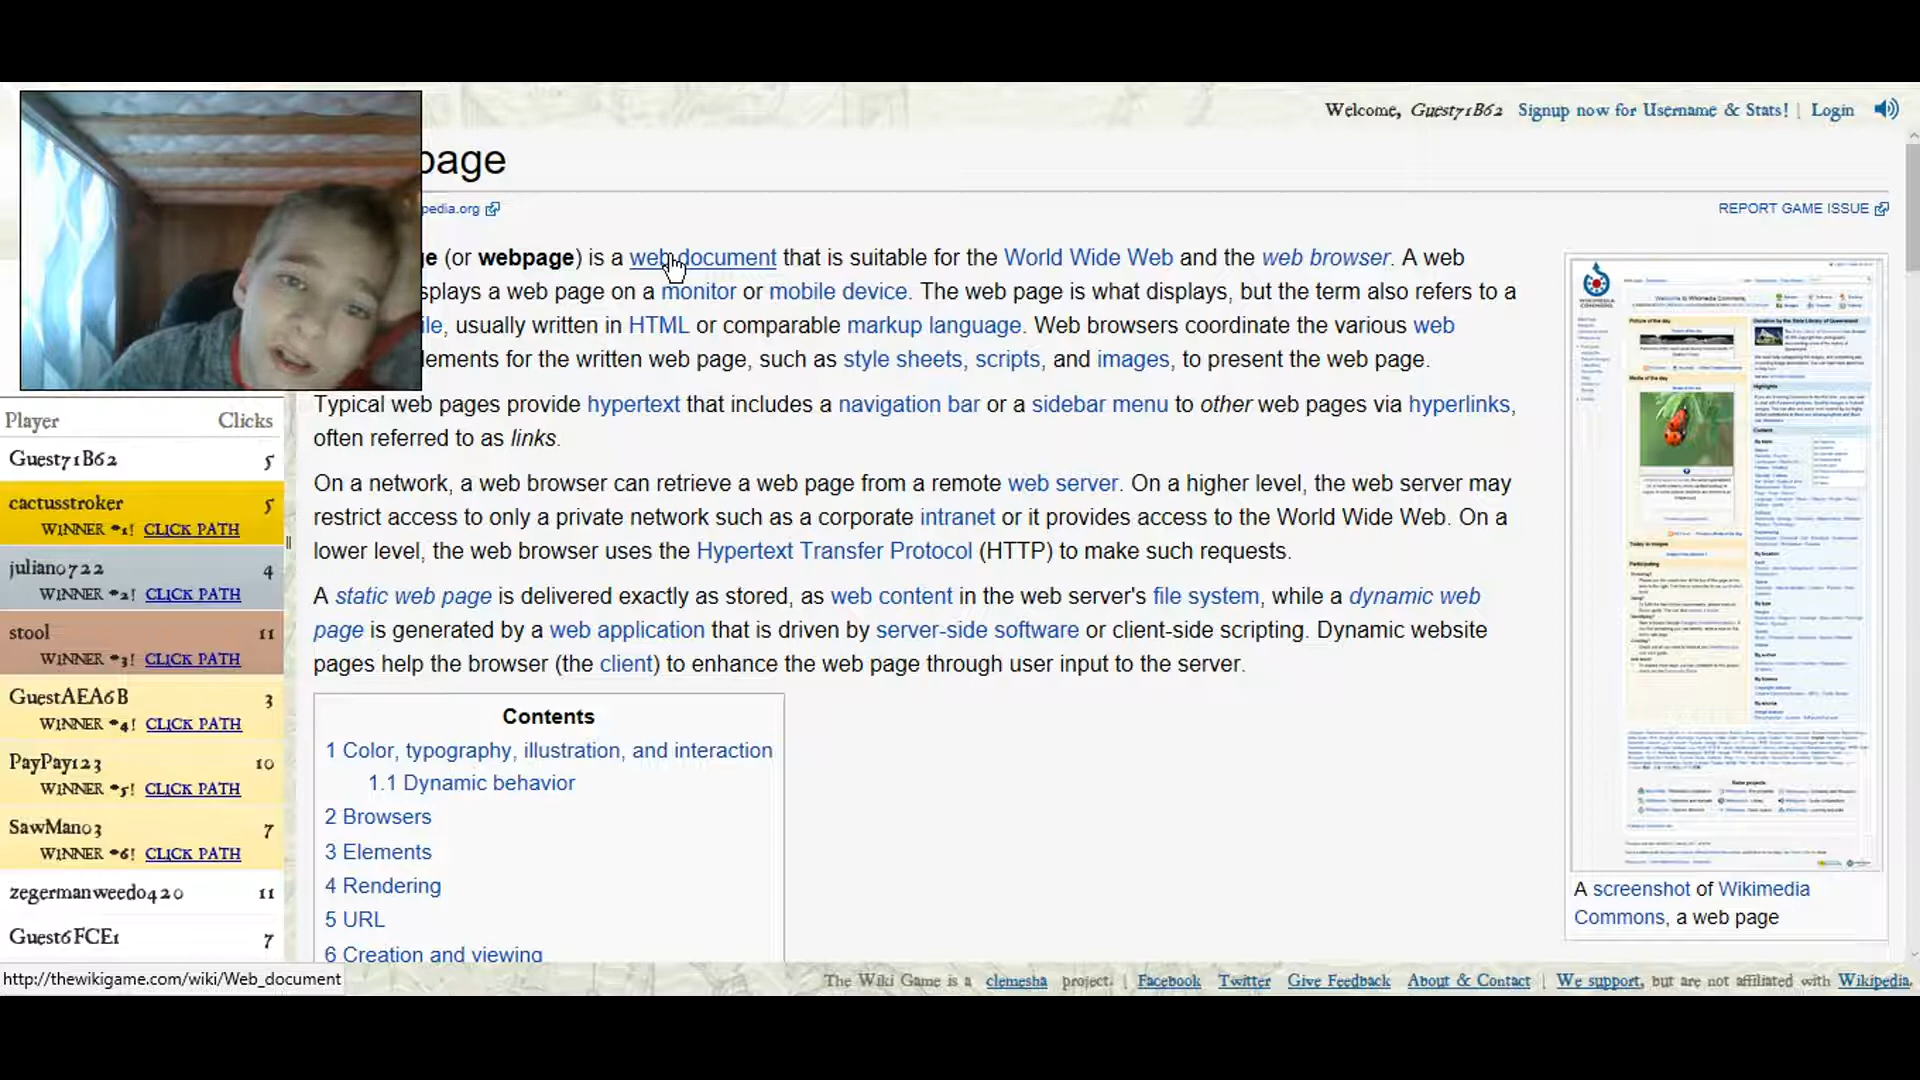 Welcome, Guest71B62 Signup now for Username & Stats! | Login
page
pedia.org
REPORT GAME ISSUE
ge (or webpage) is a web document that is suitable for the World Wide Web and the web browser. A web
splays a web page on a monitor or mobile device. The web page is what displays, but the term also refers to a
ile, usually written in HTML or comparable markup language. Web browsers coordinate the various web
lements for the written web page, such as style sheets, scripts, and images, to present the web page.
Typical web pages provide hypertext that includes a navigation bar or a sidebar menu to other web pages via hyperlinks,
often referred to as links.
On a network, a web browser can retrieve a web page from a remote web server. On a higher level, the web server may
restrict access to only a private network such as a corporate intranet or it provides access to the World Wide Web. On a
lower level, the web browser uses the Hypertext Transfer Protocol (HTTP) to make such requests.
A static web page is delivered exactly as stored, as web content in the web server's file system, while a dynamic web
page is generated by a web application that is driven by server-side software or client-side scripting. Dynamic website
pages help the browser (the client) to enhance the web page through user input to the server.
Contents
1 Color, typography, illustration, and interaction
1.1 Dynamic behavior
2 Browsers
3 Elements
4 Rendering
5 URL
6 Creation and viewing
A screenshot of Wikimedia
Commons, a web page
Player Clicks
Guest71B62 5
cactusstroker 5
WINNER #1! CLICK PATH
juliano722 4
WINNER #2! CLICK PATH
stool 11
WINNER #3! CLICK PATH
GuestAEA6B 3
WINNER #4! CLICK PATH
PayPay123 10
WINNER #5! CLICK PATH
SawMan03 7
WINNER #6! CLICK PATH
zegermanweedo420 11
Guest6FCE1 7
http://thewikigame.com/wiki/Web_document
The Wiki Game is a clemesha project. | Facebook Twitter Give Feedback About & Contact | We support, but are not affiliated with Wikipedia.